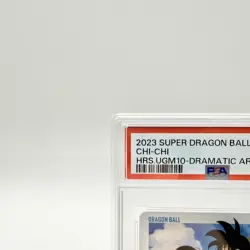 2023 SUPER DRAGON BALL
CHI-CHI
HRS.UGM10-DRAMATIC AR
PSA
DRAGON BALL